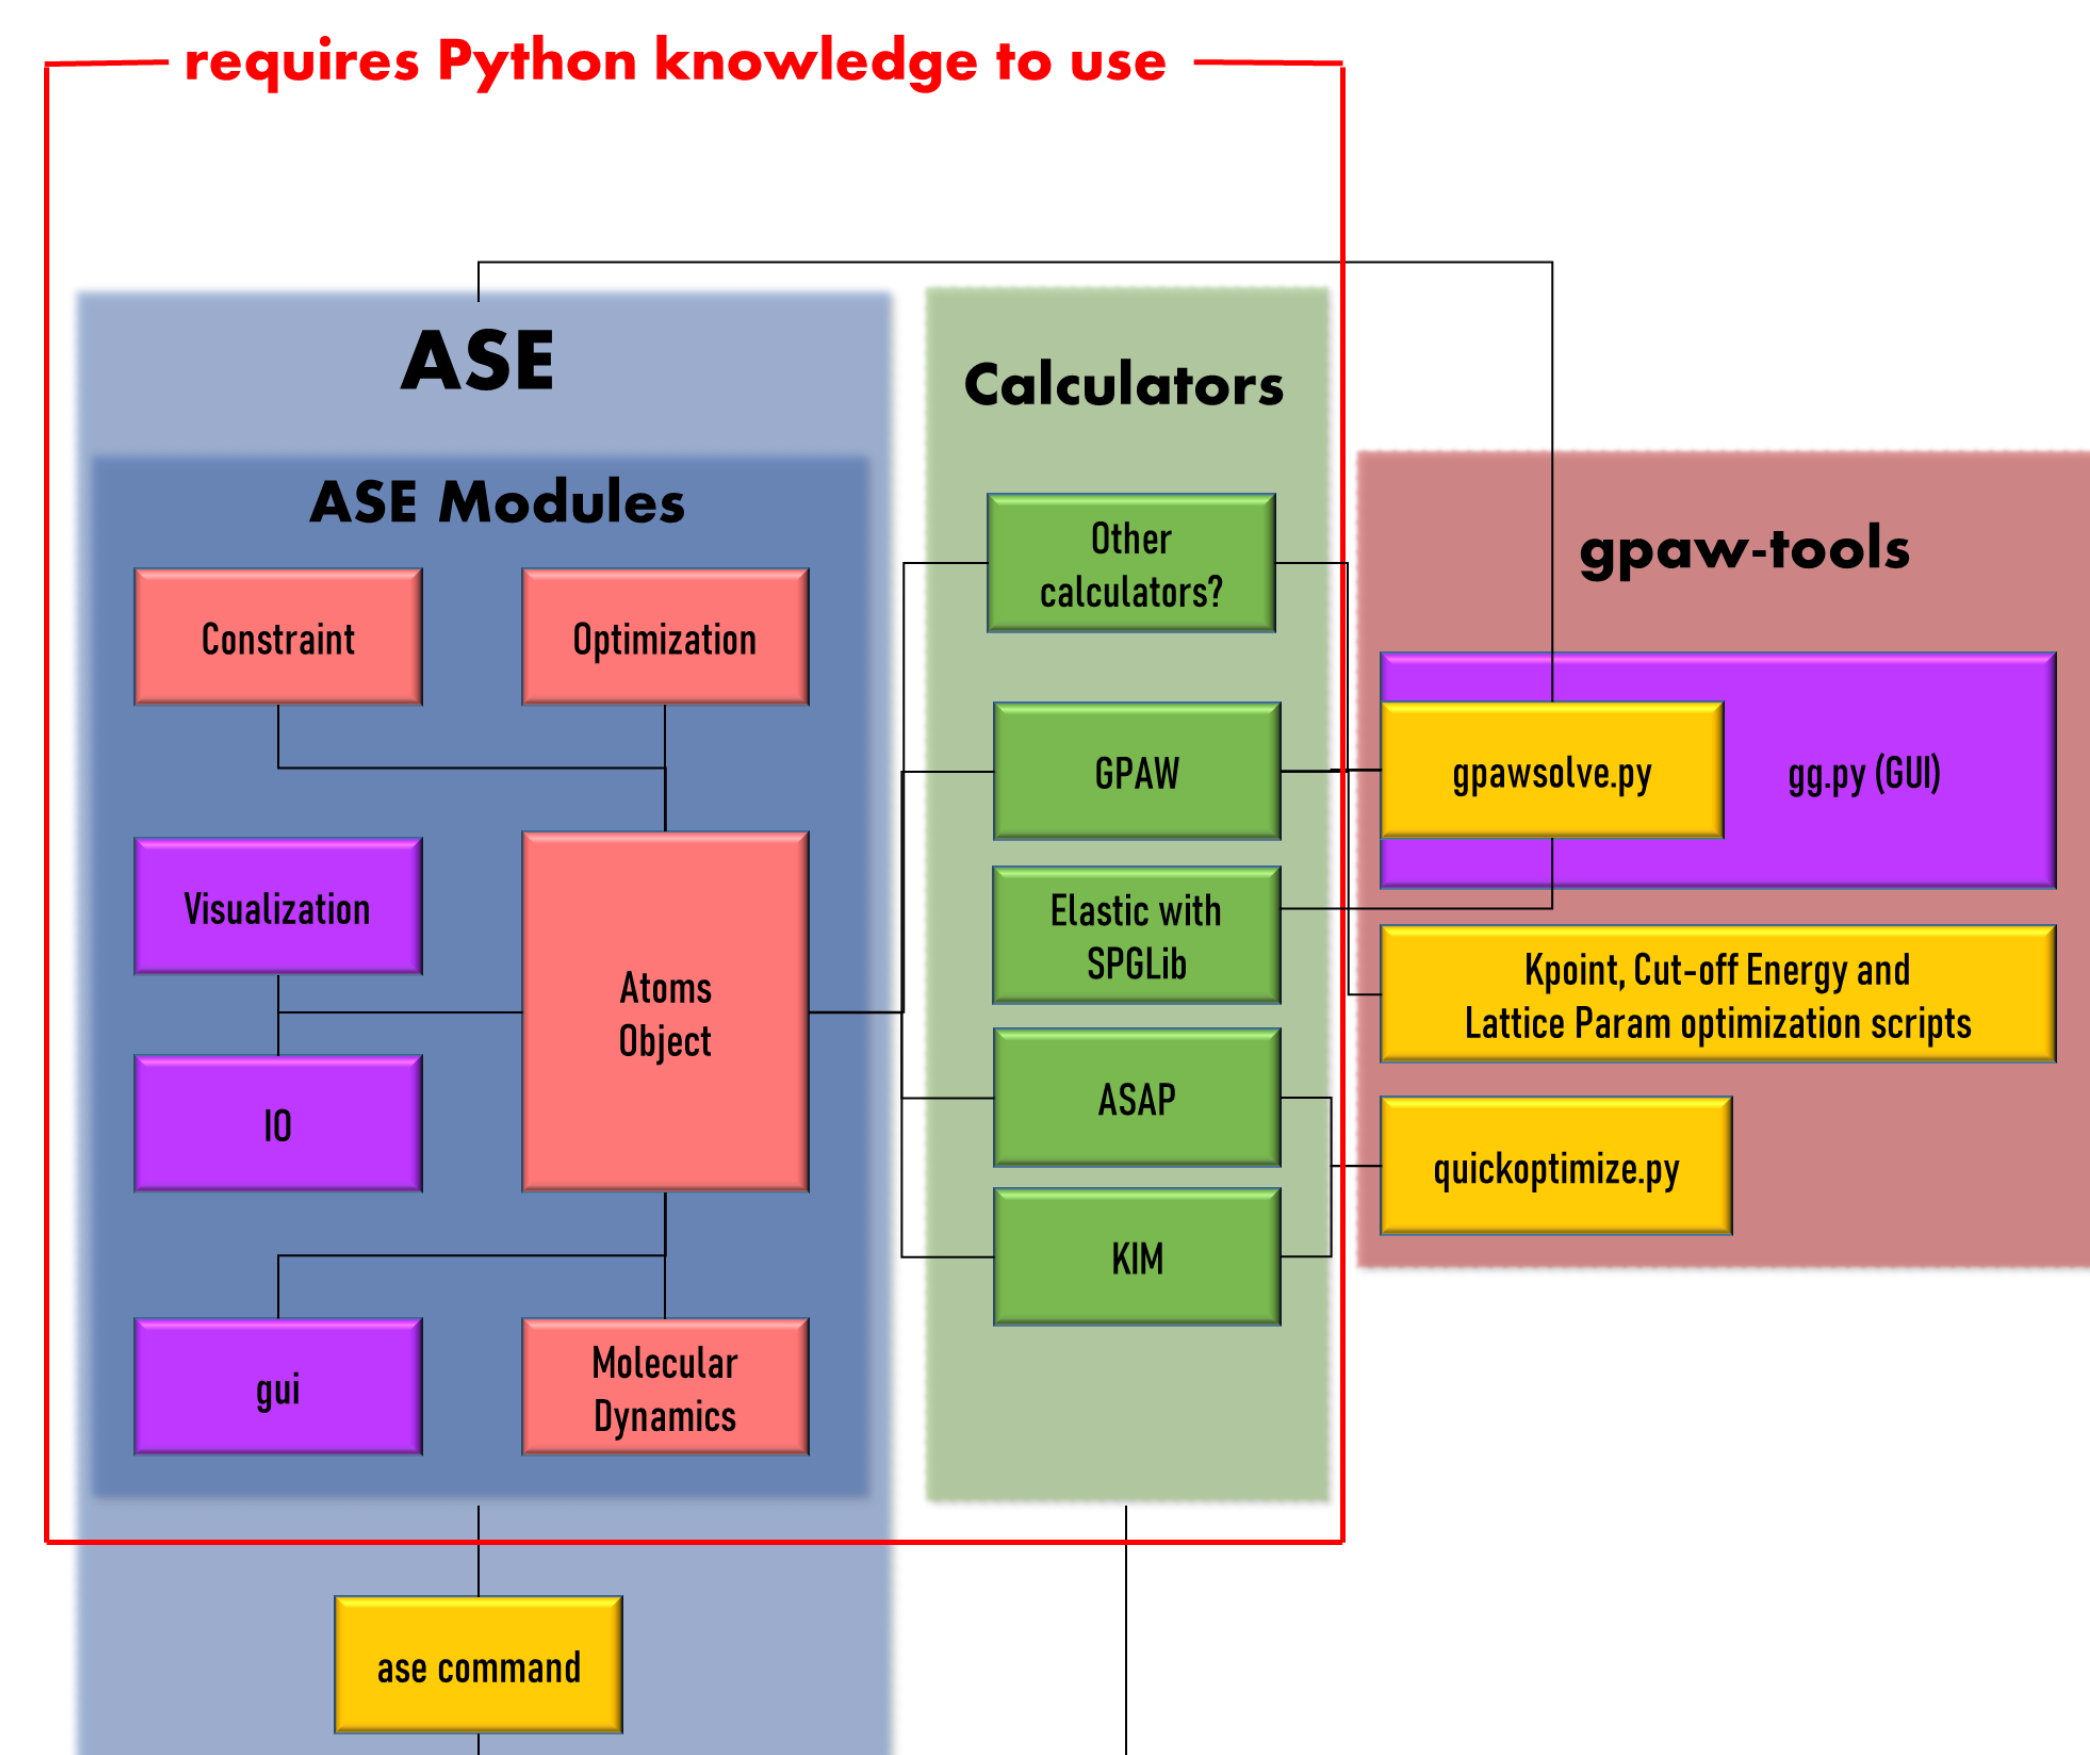 requires Python knowledge to use
ASE
ASE Modules
Constraint
Optimization
Visualization
Atoms
Object
IO
gui
Molecular
Dynamics
ase command
Calculators
Other
calculators?
GPAW
Elastic with
SPGLib
ASAP
KIM
gpaw-tools
gpawsolve.py
gg.py (GUI)
Kpoint, Cut-off Energy and
Lattice Param optimization scripts
quickoptimize.py